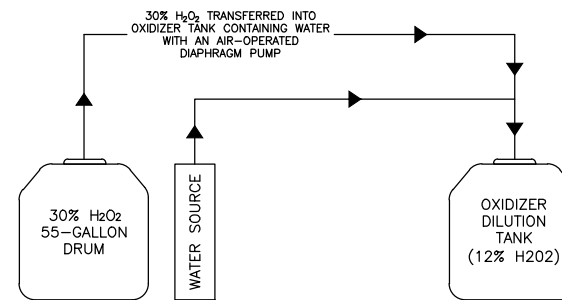 30% H₂O₂ TRANSFERRED INTO
OXIDIZER TANK CONTAINING WATER
WITH AN AIR-OPERATED
DIAPHRAGM PUMP
30% H₂O₂
55-GALLON
DRUM
WATER SOURCE
OXIDIZER
DILUTION
TANK
(12% H202)